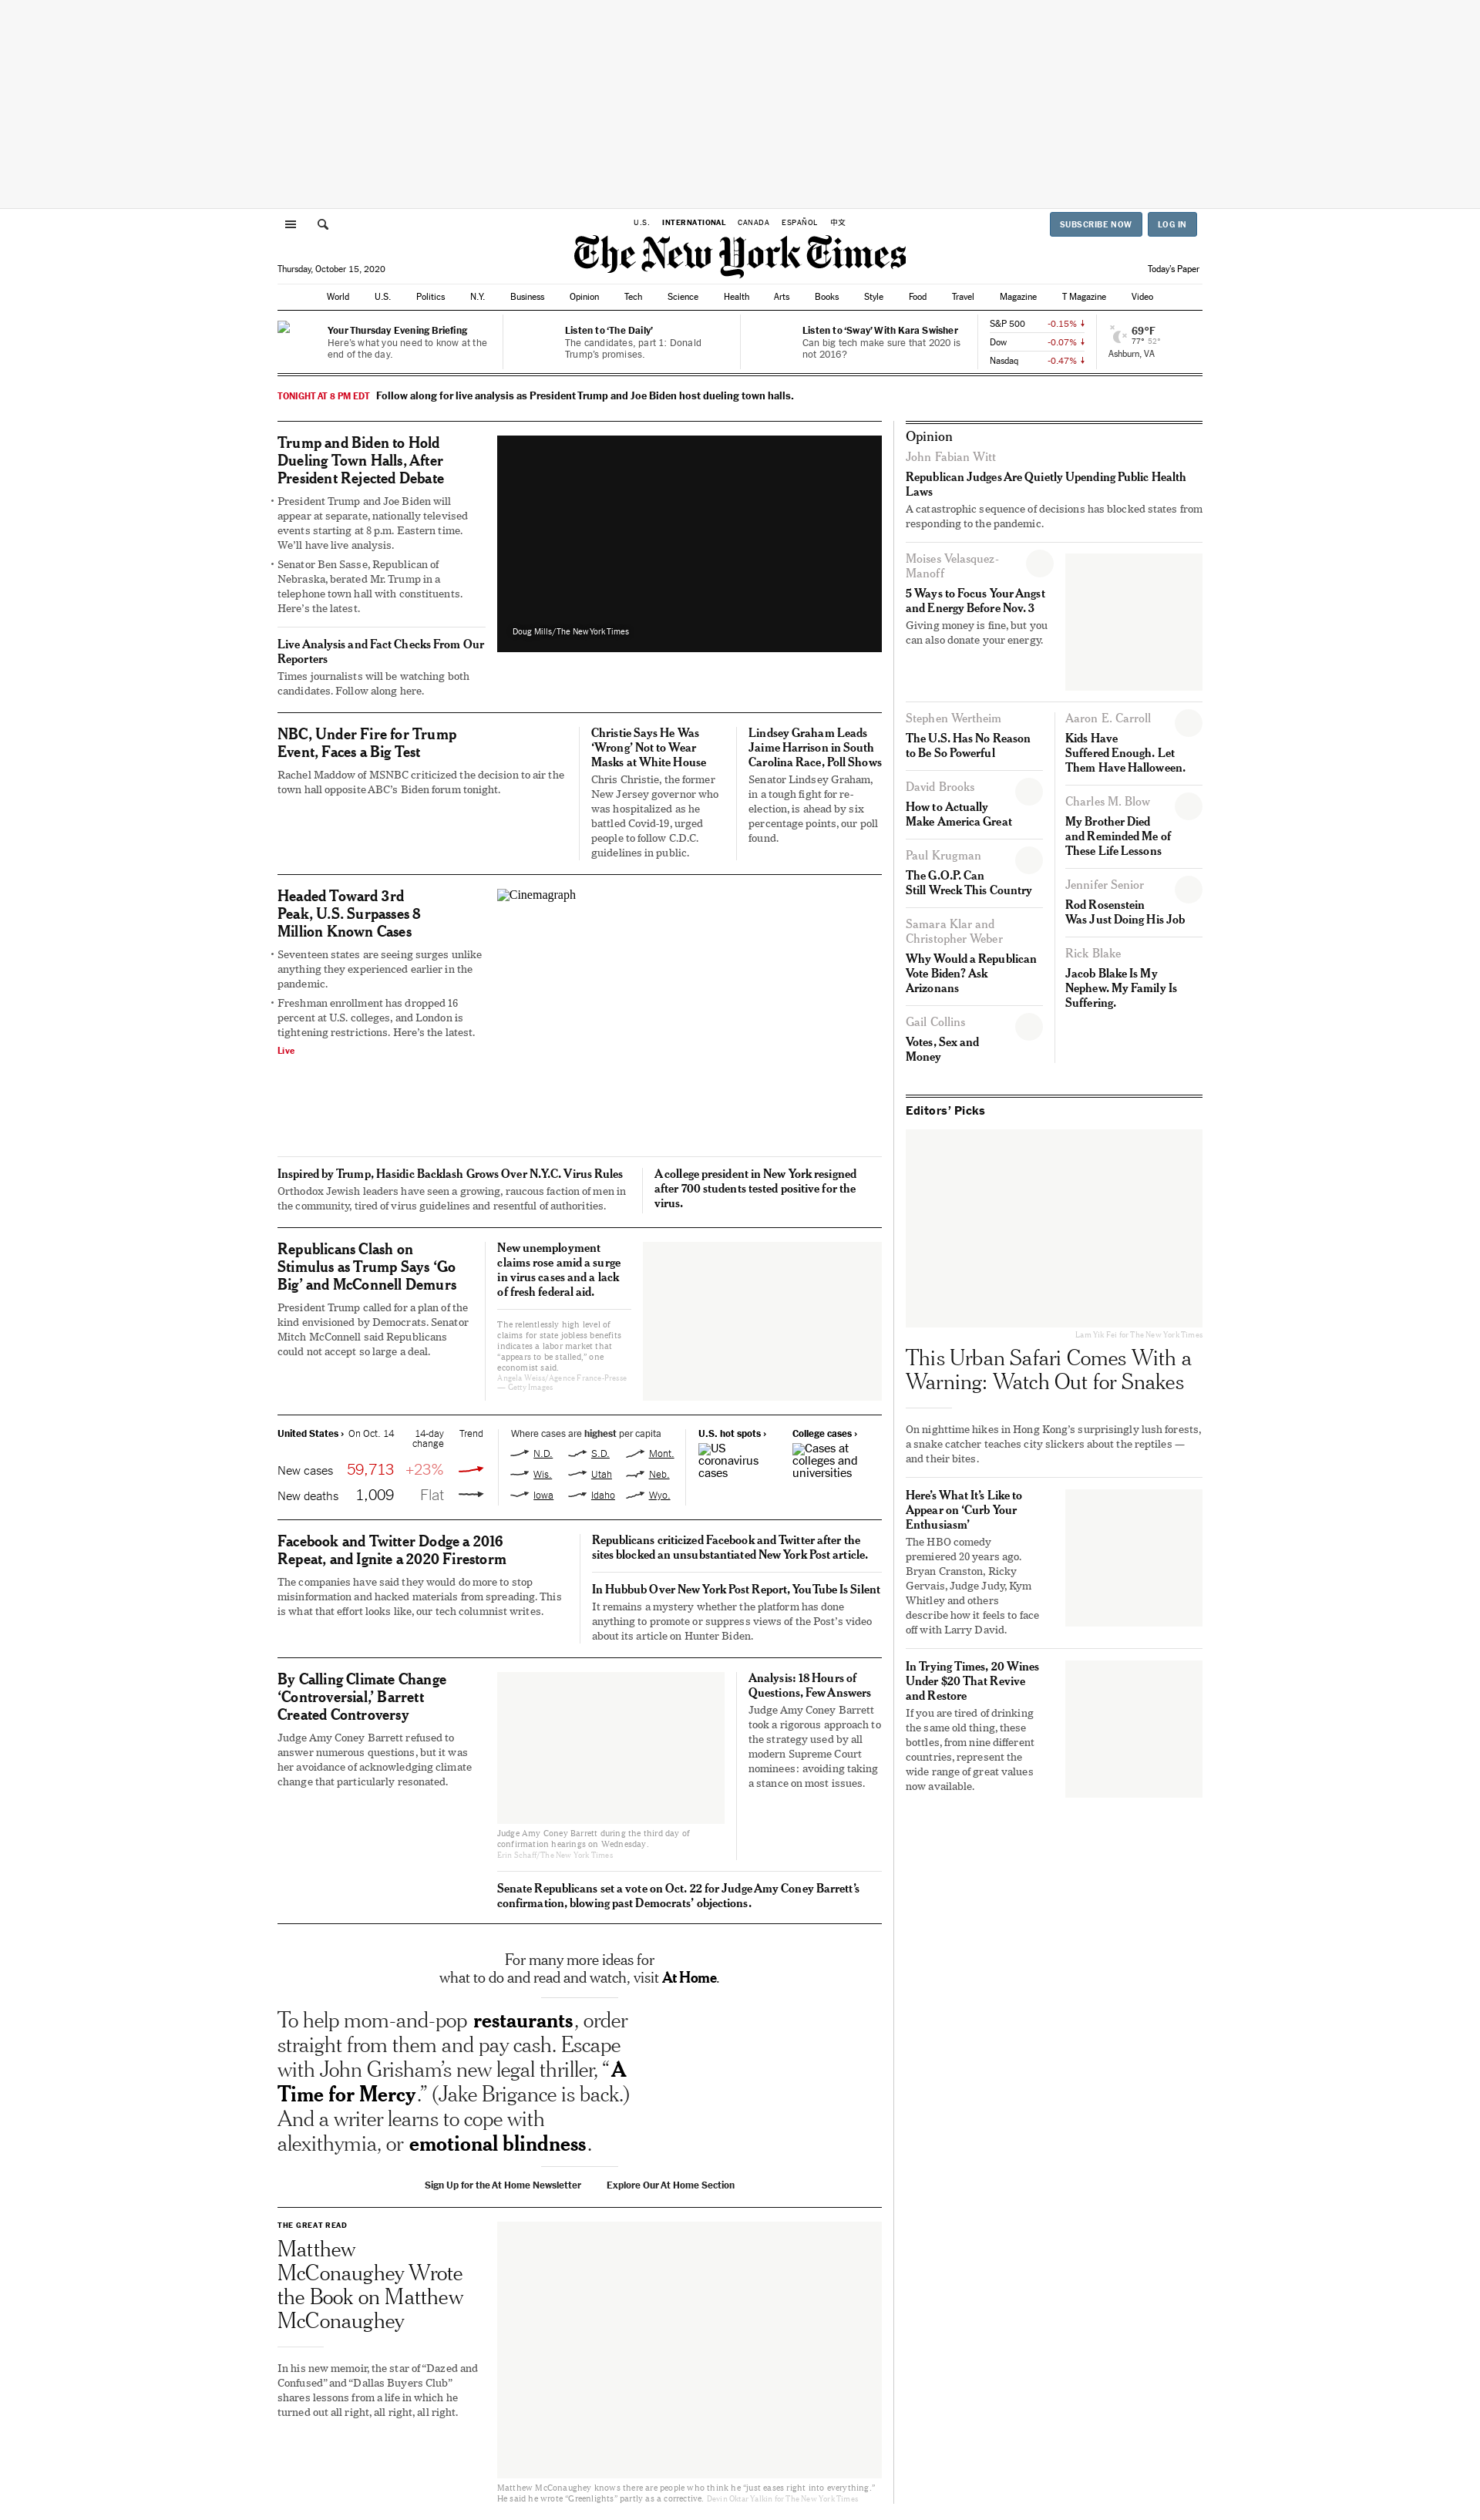 U.S. INTERNATIONAL CANADA ESPAÑOL 中文
SUBSCRIBE NOW LOG IN
The New York Times
Thursday, October 15, 2020
Today's Paper
World U.S. Politics N.Y. Business Opinion Tech Science Health Arts Books Style Food Travel Magazine T Magazine Video
Your Thursday Evening Briefing
Here's what you need to know at the
end of the day.
Listen to ‘The Daily’
The candidates, part 1: Donald
Trump's promises.
Listen to ‘Sway’ With Kara Swisher
Can big tech make sure that 2020 is
not 2016?
S&P 500 -0.15%
Dow -0.07%
Nasdaq -0.47%
69°F
77° 52°
Ashburn, VA
TONIGHT AT 8 PM EDT Follow along for live analysis as President Trump and Joe Biden host dueling town halls.
Trump and Biden to Hold
Dueling Town Halls, After
President Rejected Debate
• President Trump and Joe Biden will
appear at separate, nationally televised
events starting at 8 p.m. Eastern time.
We'll have live analysis.
• Senator Ben Sasse, Republican of
Nebraska, berated Mr. Trump in a
telephone town hall with constituents.
Here's the latest.
Doug Mills/The New York Times
Live Analysis and Fact Checks From Our
Reporters
Times journalists will be watching both
candidates. Follow along here.
NBC, Under Fire for Trump
Event, Faces a Big Test
Rachel Maddow of MSNBC criticized the decision to air the
town hall opposite ABC's Biden forum tonight.
Christie Says He Was
‘Wrong’ Not to Wear
Masks at White House
Chris Christie, the former
New Jersey governor who
was hospitalized as he
battled Covid-19, urged
people to follow C.D.C.
guidelines in public.
Lindsey Graham Leads
Jaime Harrison in South
Carolina Race, Poll Shows
Senator Lindsey Graham,
in a tough fight for re-
election, is ahead by six
percentage points, our poll
found.
Headed Toward 3rd
Peak, U.S. Surpasses 8
Million Known Cases
• Seventeen states are seeing surges unlike
anything they experienced earlier in the
pandemic.
• Freshman enrollment has dropped 16
percent at U.S. colleges, and London is
tightening restrictions. Here's the latest.
Live
Cinemagraph
Inspired by Trump, Hasidic Backlash Grows Over N.Y.C. Virus Rules
Orthodox Jewish leaders have seen a growing, raucous faction of men in
the community, tired of virus guidelines and resentful of authorities.
A college president in New York resigned
after 700 students tested positive for the
virus.
Republicans Clash on
Stimulus as Trump Says ‘Go
Big’ and McConnell Demurs
President Trump called for a plan of the
kind envisioned by Democrats. Senator
Mitch McConnell said Republicans
could not accept so large a deal.
New unemployment
claims rose amid a surge
in virus cases and a lack
of fresh federal aid.
The relentlessly high level of
claims for state jobless benefits
indicates a labor market that
“appears to be stalled,” one
economist said.
Angela Weiss/Agence France-Presse
— Getty Images
United States › On Oct. 14 14-day Trend
change
New cases 59,713 +23%
New deaths 1,009 Flat
Where cases are highest per capita
N.D. S.D. Mont.
Wis. Utah Neb.
Iowa Idaho Wyo.
U.S. hot spots ›
US
coronavirus
cases
College cases ›
Cases at
colleges and
universities
Facebook and Twitter Dodge a 2016
Repeat, and Ignite a 2020 Firestorm
The companies have said they would do more to stop
misinformation and hacked materials from spreading. This
is what that effort looks like, our tech columnist writes.
Republicans criticized Facebook and Twitter after the
sites blocked an unsubstantiated New York Post article.
In Hubbub Over New York Post Report, YouTube Is Silent
It remains a mystery whether the platform has done
anything to promote or suppress views of the Post's video
about its article on Hunter Biden.
By Calling Climate Change
‘Controversial,’ Barrett
Created Controversy
Judge Amy Coney Barrett refused to
answer numerous questions, but it was
her avoidance of acknowledging climate
change that particularly resonated.
Judge Amy Coney Barrett during the third day of
confirmation hearings on Wednesday.
Erin Schaff/The New York Times
Analysis: 18 Hours of
Questions, Few Answers
Judge Amy Coney Barrett
took a rigorous approach to
the strategy used by all
modern Supreme Court
nominees: avoiding taking
a stance on most issues.
Senate Republicans set a vote on Oct. 22 for Judge Amy Coney Barrett's
confirmation, blowing past Democrats' objections.
For many more ideas for
what to do and read and watch, visit At Home.
To help mom-and-pop restaurants, order
straight from them and pay cash. Escape
with John Grisham's new legal thriller, “A
Time for Mercy.” (Jake Brigance is back.)
And a writer learns to cope with
alexithymia, or emotional blindness.
Sign Up for the At Home Newsletter Explore Our At Home Section
THE GREAT READ
Matthew
McConaughey Wrote
the Book on Matthew
McConaughey
In his new memoir, the star of “Dazed and
Confused” and “Dallas Buyers Club”
shares lessons from a life in which he
turned out all right, all right, all right.
Matthew McConaughey knows there are people who think he “just eases right into everything.”
He said he wrote “Greenlights” partly as a corrective. Devin Oktar Yalkin for The New York Times
Opinion
John Fabian Witt
Republican Judges Are Quietly Upending Public Health
Laws
A catastrophic sequence of decisions has blocked states from
responding to the pandemic.
Moises Velasquez-
Manoff
5 Ways to Focus Your Angst
and Energy Before Nov. 3
Giving money is fine, but you
can also donate your energy.
Stephen Wertheim
The U.S. Has No Reason
to Be So Powerful
David Brooks
How to Actually
Make America Great
Paul Krugman
The G.O.P. Can
Still Wreck This Country
Samara Klar and
Christopher Weber
Why Would a Republican
Vote Biden? Ask
Arizonans
Gail Collins
Votes, Sex and
Money
Aaron E. Carroll
Kids Have
Suffered Enough. Let
Them Have Halloween.
Charles M. Blow
My Brother Died
and Reminded Me of
These Life Lessons
Jennifer Senior
Rod Rosenstein
Was Just Doing His Job
Rick Blake
Jacob Blake Is My
Nephew. My Family Is
Suffering.
Editors' Picks
Lam Yik Fei for The New York Times
This Urban Safari Comes With a
Warning: Watch Out for Snakes
On nighttime hikes in Hong Kong's surprisingly lush forests,
a snake catcher teaches city slickers about the reptiles —
and their bites.
Here's What It's Like to
Appear on ‘Curb Your
Enthusiasm’
The HBO comedy
premiered 20 years ago.
Bryan Cranston, Ricky
Gervais, Judge Judy, Kym
Whitley and others
describe how it feels to face
off with Larry David.
In Trying Times, 20 Wines
Under $20 That Revive
and Restore
If you are tired of drinking
the same old thing, these
bottles, from nine different
countries, represent the
wide range of great values
now available.